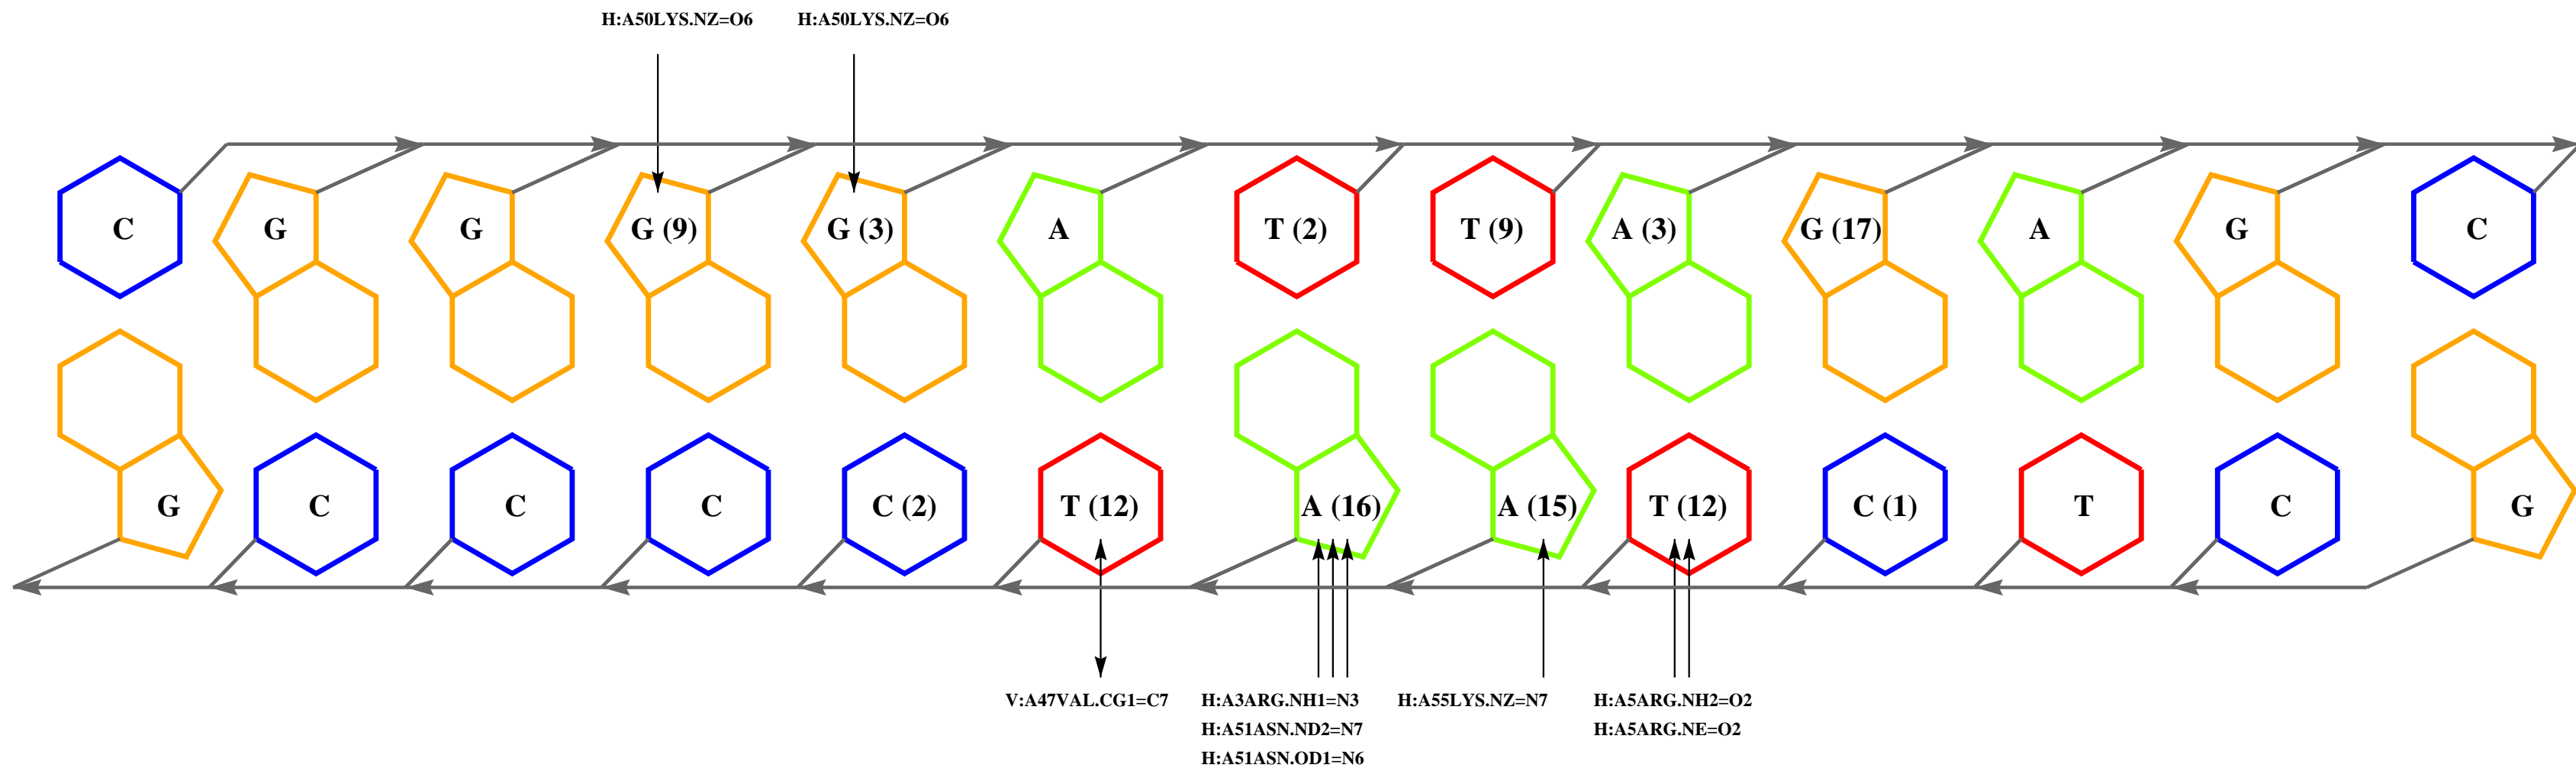 H:A50LYS.NZ=O6 H:A50LYS.NZ=O6
C G G G (9) G (3) A T (2) T (9) A (3) G (17) A G C
G C C C C (2) T (12) A (16) A (15) T (12) C (1) T C G
V:A47VAL.CG1=C7 H:A3ARG.NH1=N3 H:A55LYS.NZ=N7 H:A5ARG.NH2=O2
H:A51ASN.ND2=N7 H:A5ARG.NE=O2
H:A51ASN.OD1=N6